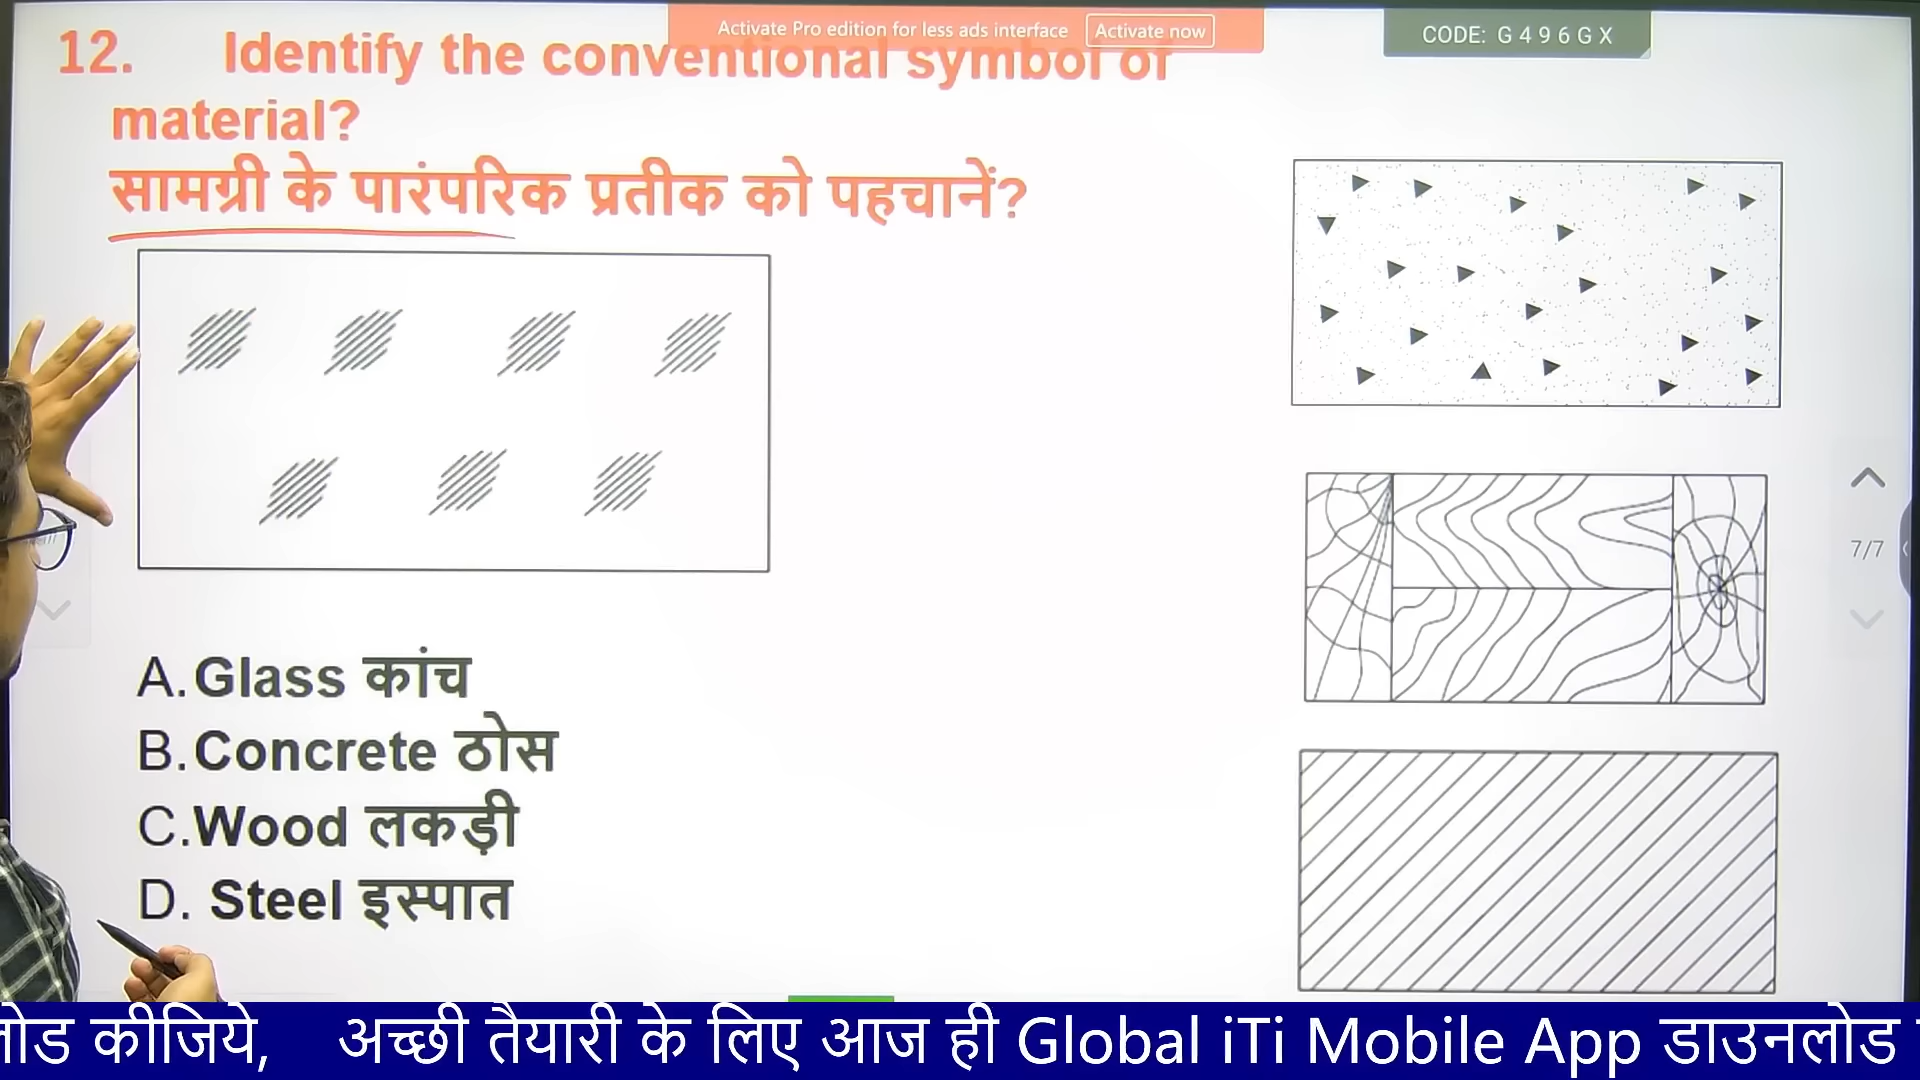 Activate Pro edition for less ads interface Activate now
CODE: G 4 9 6 G X
12. Identify the conventional symbol of
material?
सामग्री के पारंपरिक प्रतीक को पहचानें?
A. Glass कांच
B. Concrete ठोस
C. Wood लकड़ी
D. Steel इस्पात
7/7
कीजिये, अच्छी तैयारी के लिए आज ही Global iTi Mobile App डाउनलोड